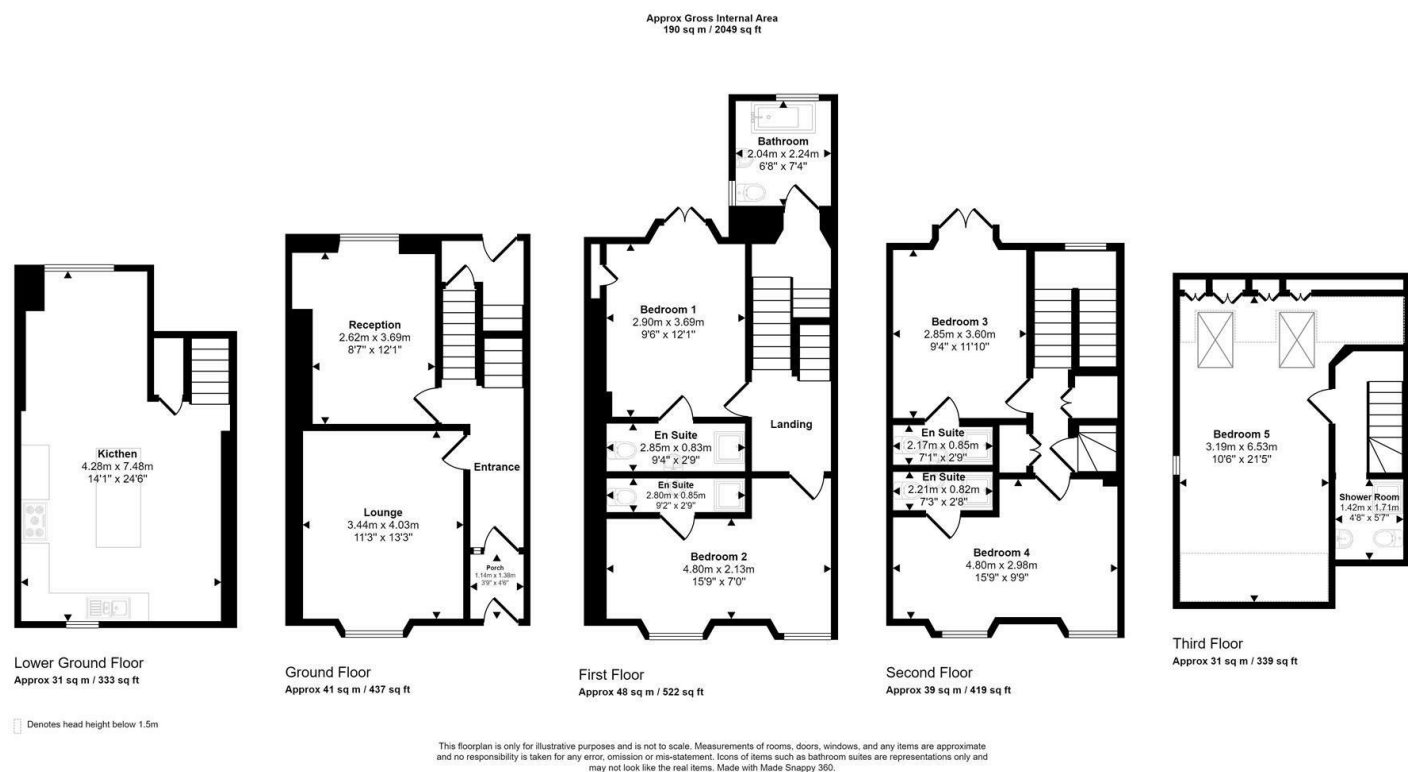 Approx Gross Internal Area
190 sq m / 2049 sq ft
Kicthen
4.28m x 7.48m
14'1" x 24'6"
Lower Ground Floor
Approx 31 sq m / 333 sq ft
Denotes head height below 1.5m
Reception
2.62m x 3.69m
8'7" x 12'1"
Entrance
Lounge
3.44m x 4.03m
11'3" x 13'3"
Porch
1.14m x 1.38m
3'9" x 4'6"
Ground Floor
Approx 41 sq m / 437 sq ft
Bathroom
2.04m x 2.24m
6'8" x 7'4"
Bedroom 1
2.90m x 3.69m
9'6" x 12'1"
Landing
En Suite
2.85m x 0.83m
9'4" x 2'9"
En Suite
2.80m x 0.85m
9'2" x 2'9"
Bedroom 2
4.80m x 2.13m
15'9" x 7'0"
First Floor
Approx 48 sq m / 522 sq ft
Bedroom 3
2.85m x 3.60m
9'4" x 11'10"
En Suite
2.17m x 0.85m
7'1" x 2'9"
En Suite
2.21m x 0.82m
7'3" x 2'8"
Bedroom 4
4.80m x 2.98m
15'9" x 9'9"
Second Floor
Approx 39 sq m / 419 sq ft
Bedroom 5
3.19m x 6.53m
10'6" x 21'5"
Shower Room
1.42m x 1.71m
4'8" x 5'7"
Third Floor
Approx 31 sq m / 339 sq ft
This floorplan is only for illustrative purposes and is not to scale. Measurements of rooms, doors, windows, and any items are approximate
and no responsibility is taken for any error, omission or mis-statement. Icons of items such as bathroom suites are representations only and
may not look like the real items. Made with Made Snappy 360.